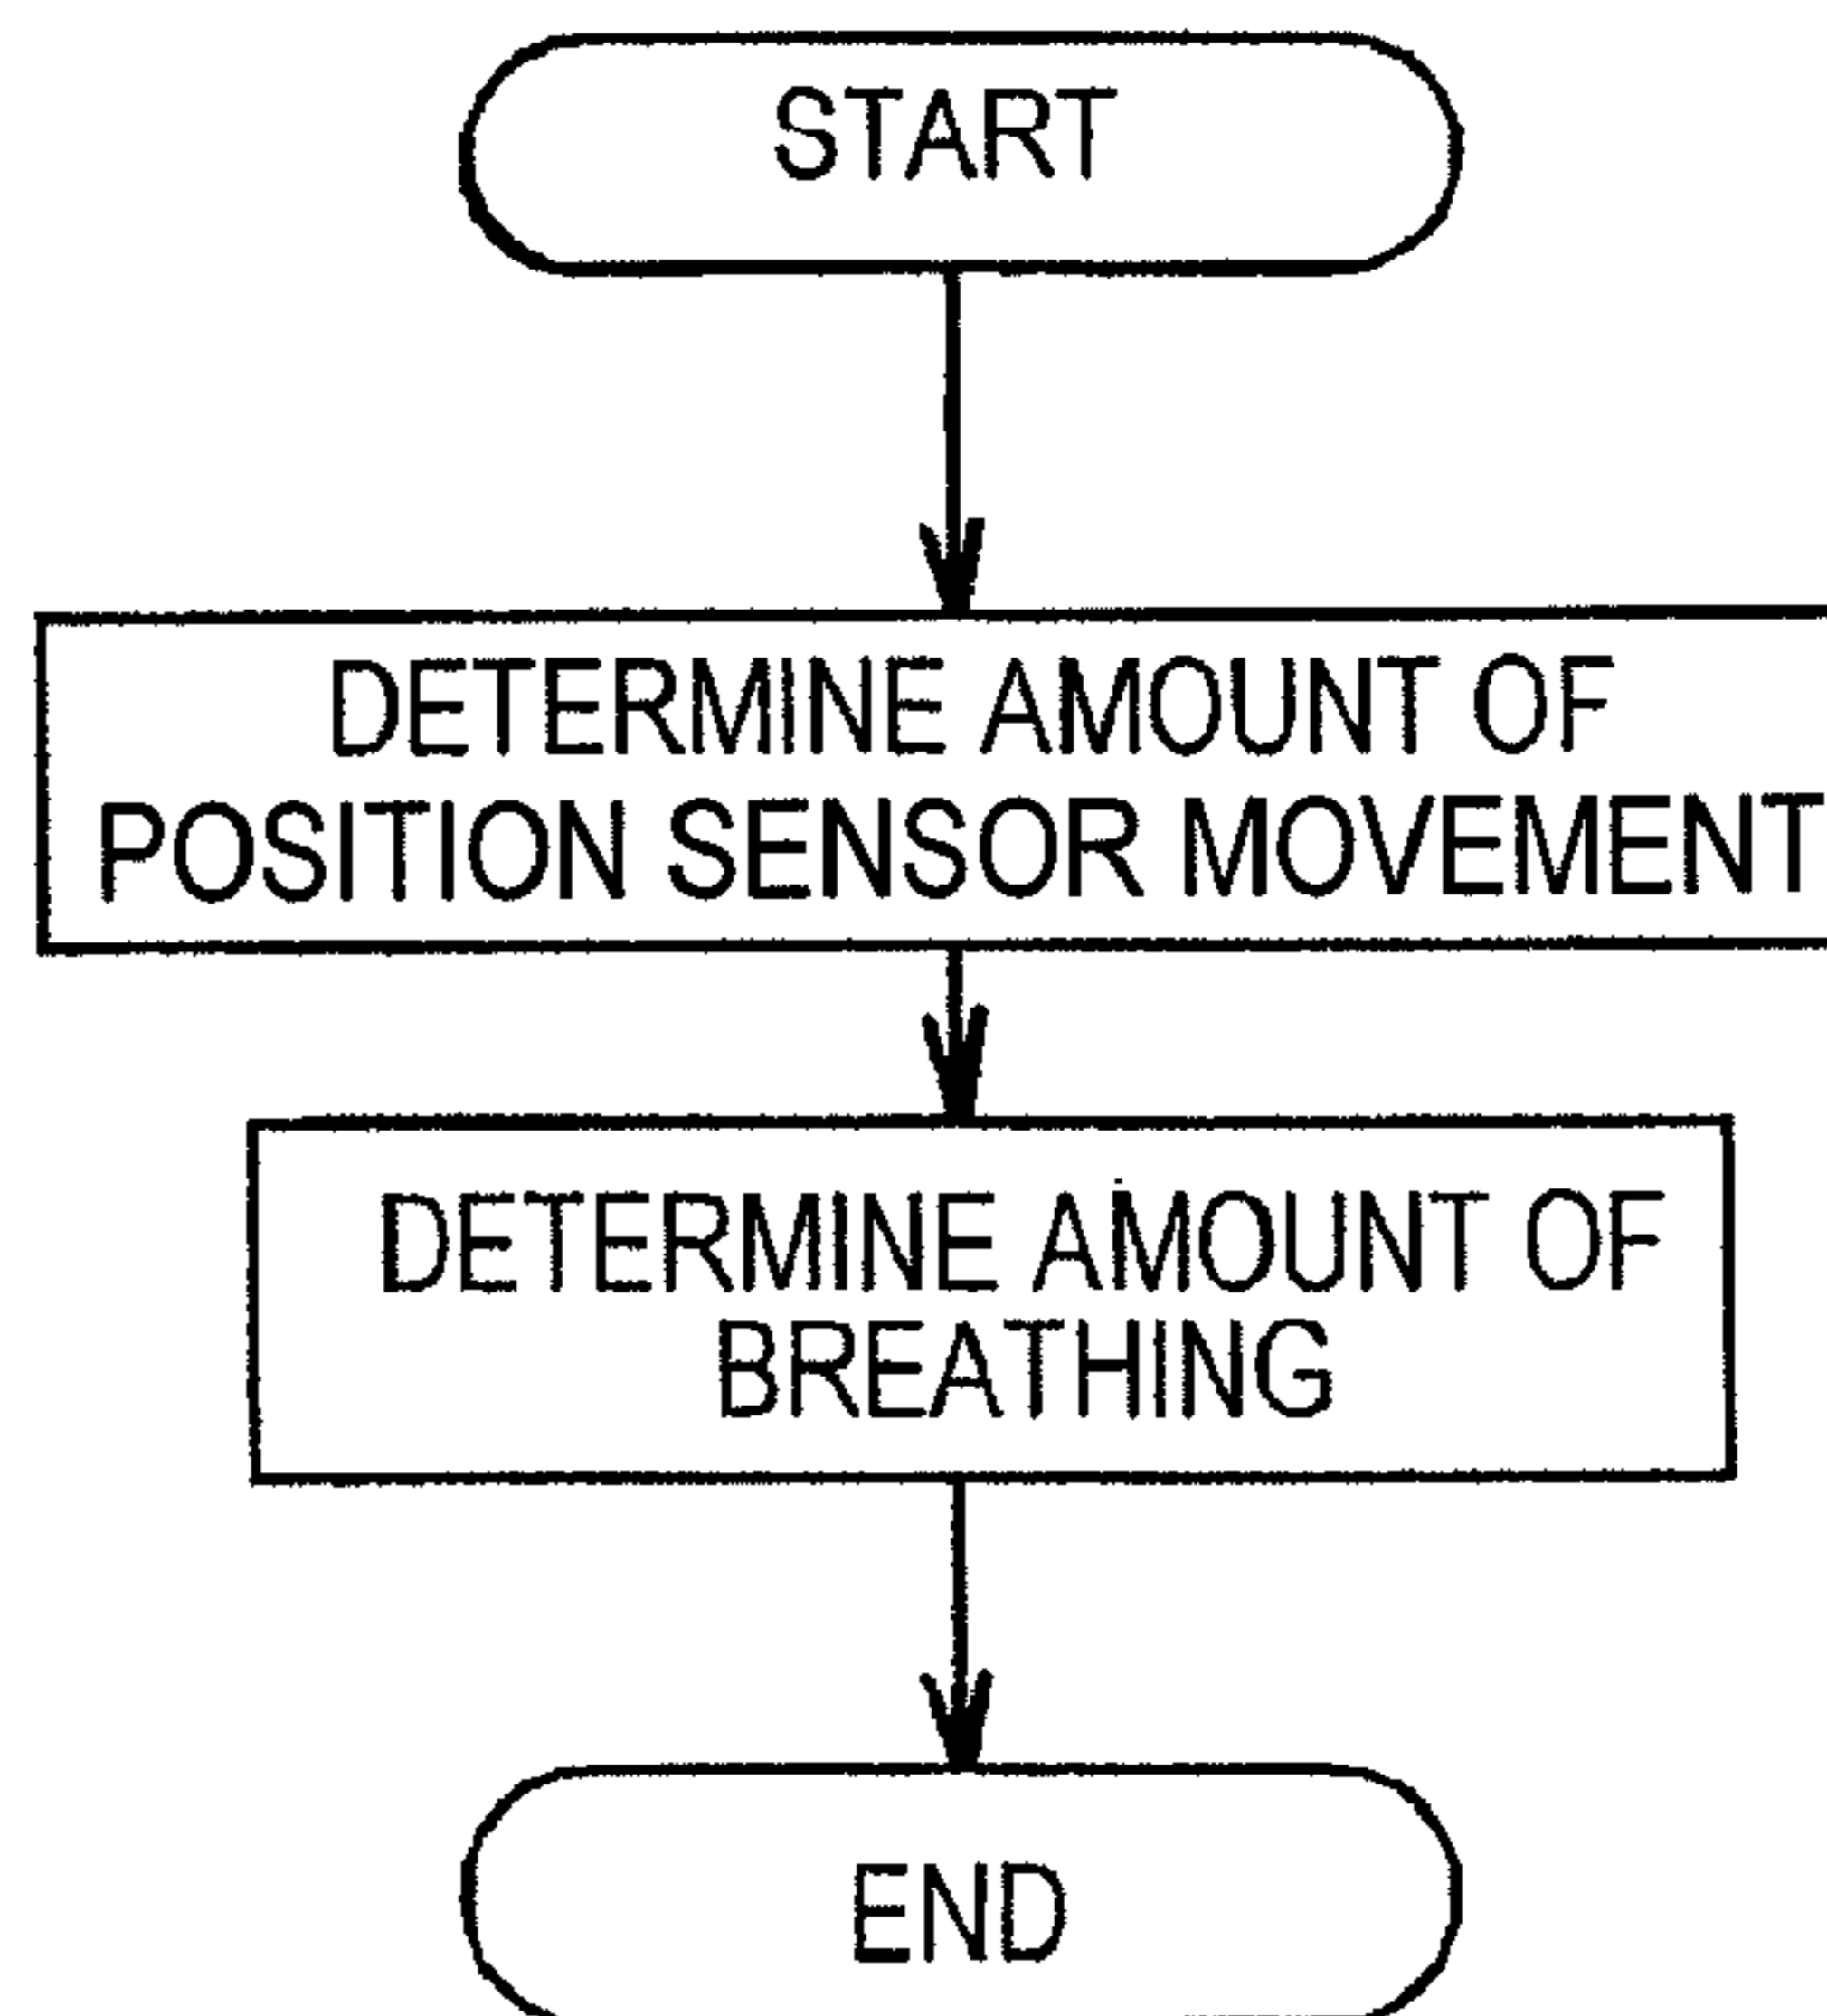 START
DETERMINE AMOUNT OF
POSITION SENSOR MOVEMENT
DETERMINE AMOUNT OF
BREATHING
END